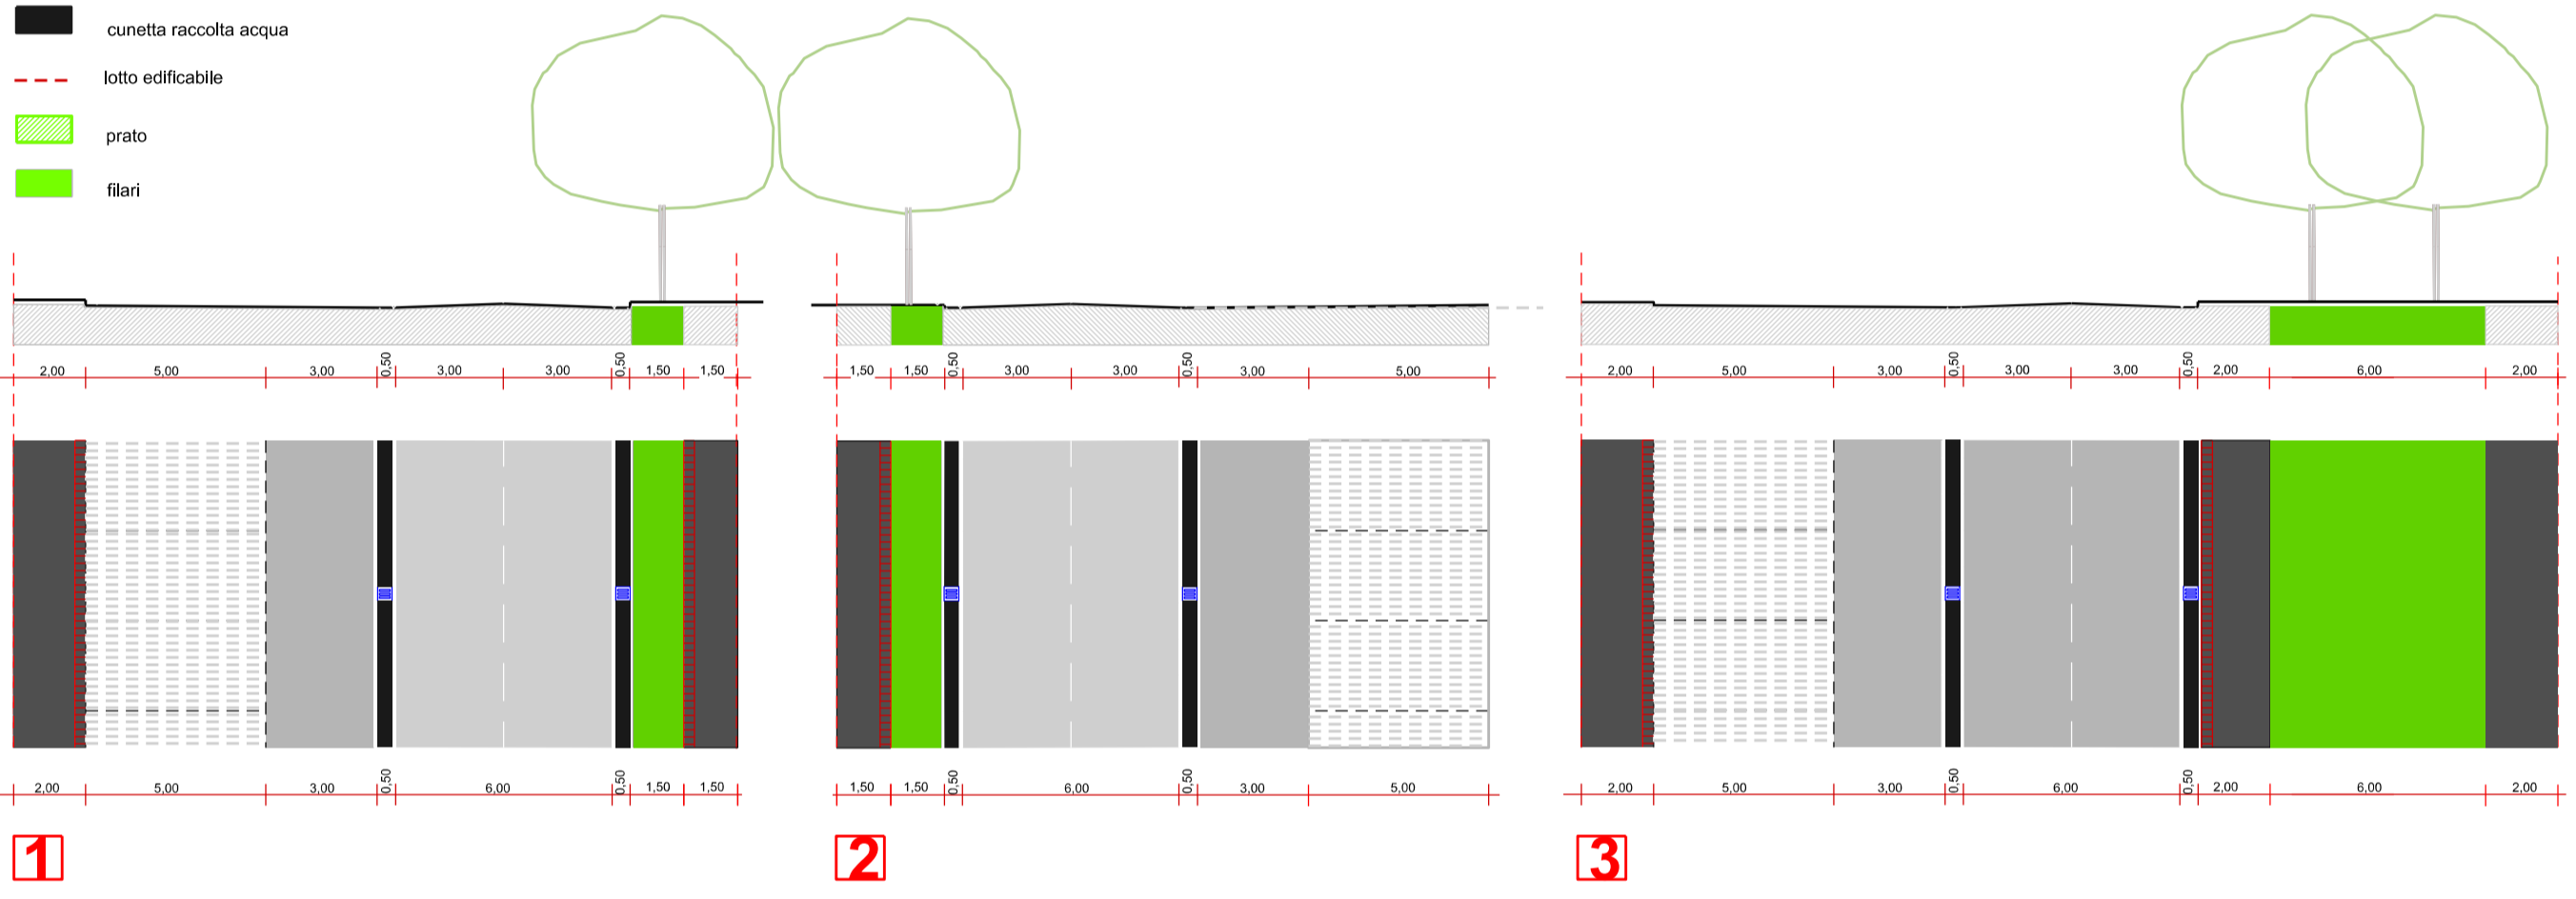 cunetta raccolta acqua
lotto edificabile
prato
filari
2,00 5,00 3,00 0,50 3,00 3,00 0,50 1,50 1,50
1,50 1,50 0,50 3,00 3,00 0,50 3,00 5,00
2,00 5,00 3,00 0,50 3,00 3,00 0,50 2,00 6,00 2,00
2,00 5,00 3,00 0,50 6,00 0,50 1,50 1,50
1,50 1,50 0,50 6,00 0,50 3,00 5,00
2,00 5,00 3,00 0,50 6,00 0,50 2,00 6,00 2,00
1
2
3